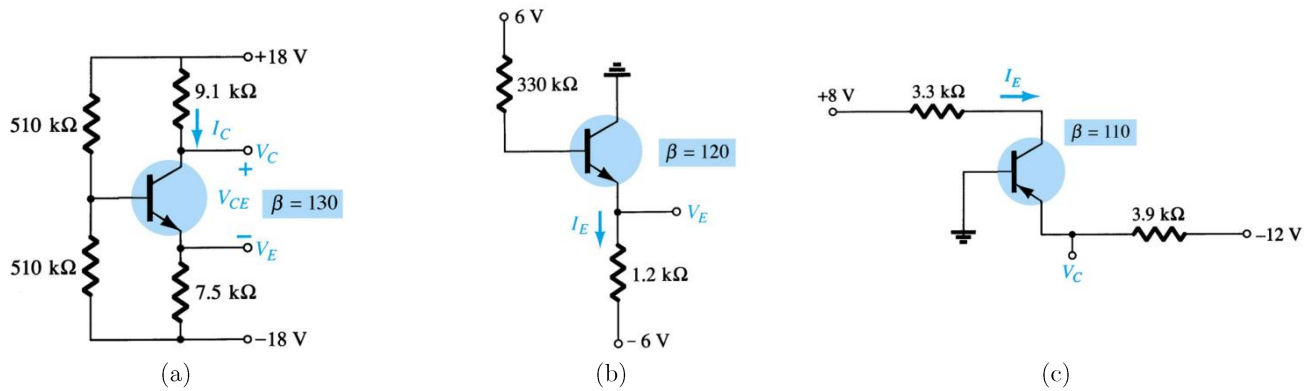 +18 V
9.1 kΩ
510 kΩ
I_C
V_C
+
V_CE
β = 130
−
V_E
510 kΩ
7.5 kΩ
−18 V
(a)
6 V
330 kΩ
β = 120
V_E
I_E
1.2 kΩ
− 6 V
(b)
I_E
3.3 kΩ
+8 V
β = 110
3.9 kΩ
−12 V
V_C
(c)